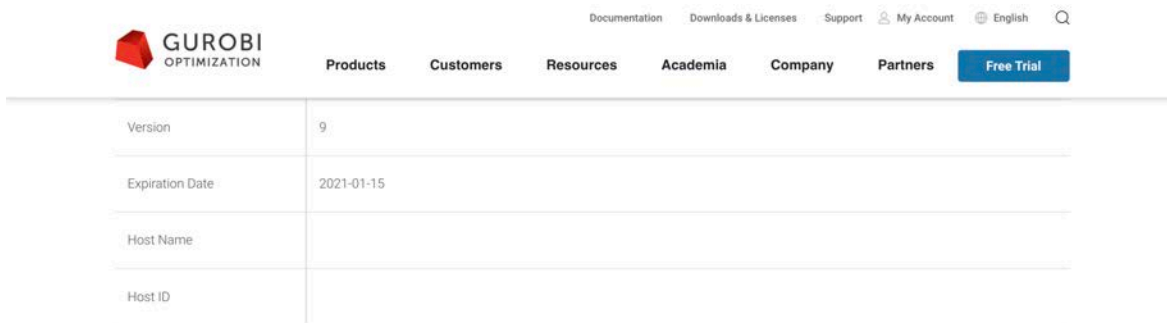 Documentation Downloads & Licenses Support My Account English
GUROBI
OPTIMIZATION
Products Customers Resources Academia Company Partners Free Trial
Version 9
Expiration Date 2021-01-15
Host Name
Host ID